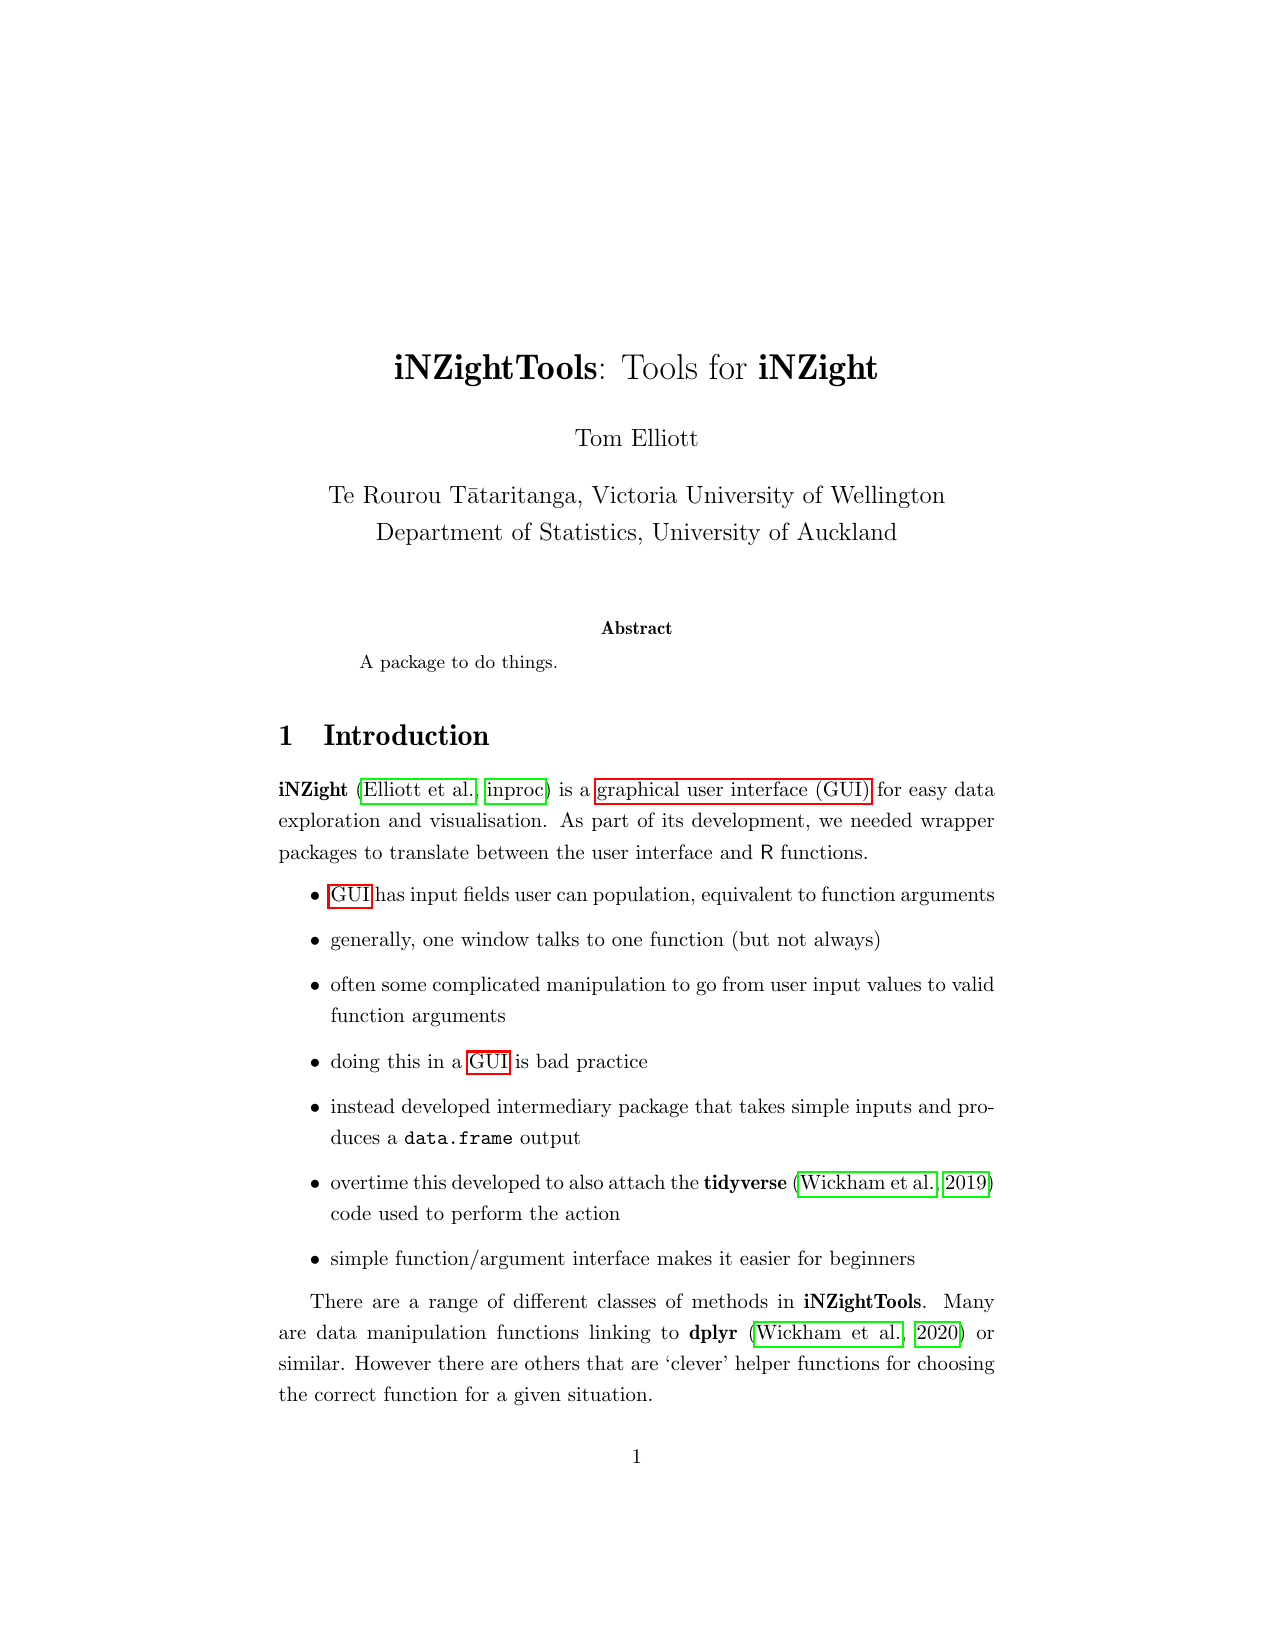 iNZightTools: Tools for iNZight
Tom Elliott
Te Rourou Tātaritanga, Victoria University of Wellington
Department of Statistics, University of Auckland
Abstract
A package to do things.
1 Introduction
iNZight (Elliott et al., inproc) is a graphical user interface (GUI) for easy data
exploration and visualisation. As part of its development, we needed wrapper
packages to translate between the user interface and R functions.
• GUI has input fields user can population, equivalent to function arguments
• generally, one window talks to one function (but not always)
• often some complicated manipulation to go from user input values to valid
function arguments
• doing this in a GUI is bad practice
• instead developed intermediary package that takes simple inputs and pro-
duces a data.frame output
• overtime this developed to also attach the tidyverse (Wickham et al., 2019)
code used to perform the action
• simple function/argument interface makes it easier for beginners
There are a range of different classes of methods in iNZightTools. Many
are data manipulation functions linking to dplyr (Wickham et al., 2020) or
similar. However there are others that are ‘clever’ helper functions for choosing
the correct function for a given situation.
1